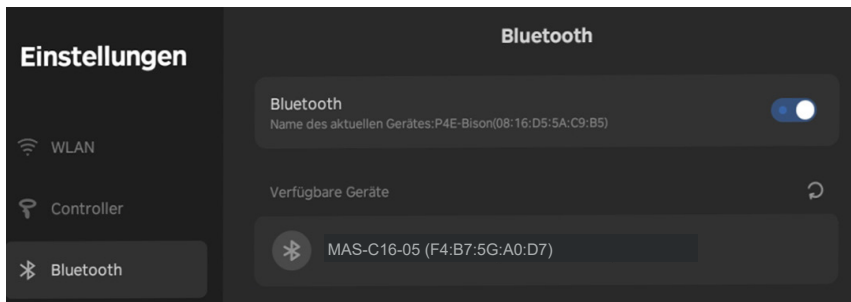 Einstellungen
WLAN
Controller
Bluetooth
Bluetooth
Bluetooth
Name des aktuellen Gerätes:P4E-Bison(08:16:D5:5A:C9:B5)
Verfügbare Geräte
MAS-C16-05 (F4:B7:5G:A0:D7)